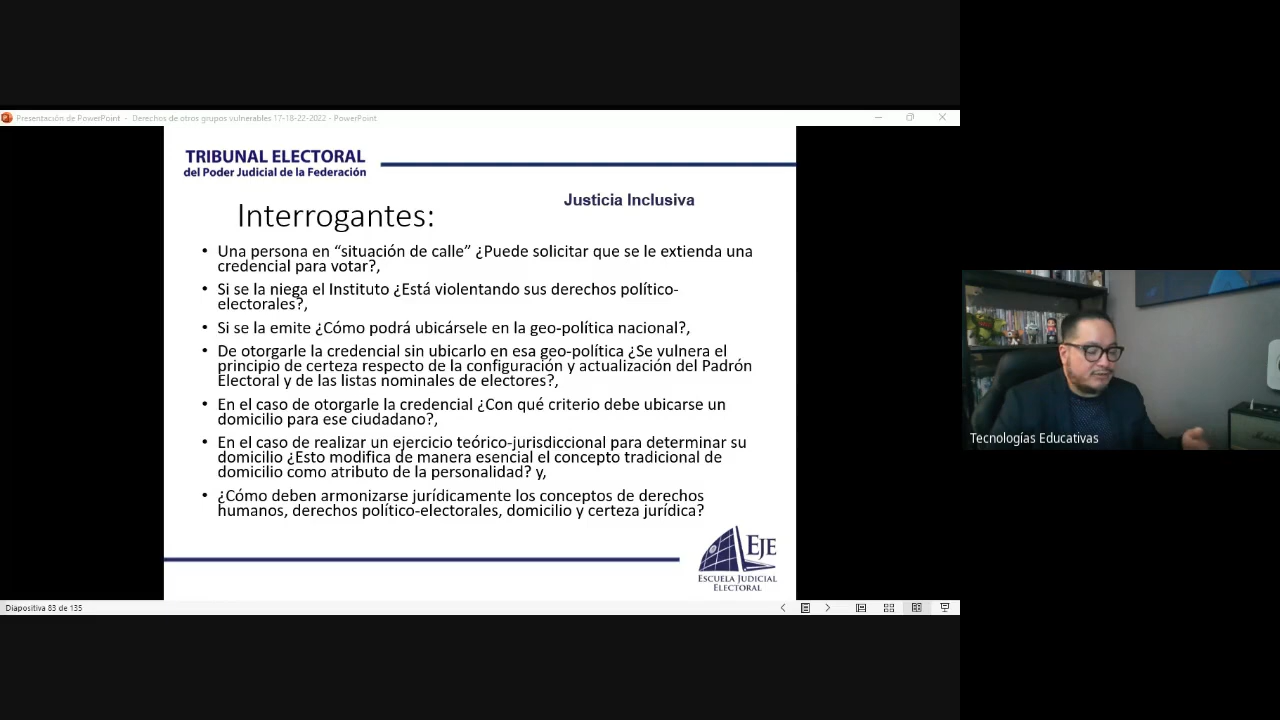 Presentación de PowerPoint - Derechos de otros grupos vulnerables 17-18-22-2022 - PowerPoint
TRIBUNAL ELECTORAL
del Poder Judicial de la Federación
Justicia Inclusiva
Interrogantes:
• Una persona en “situación de calle” ¿Puede solicitar que se le extienda una
credencial para votar?,
• Si se la niega el Instituto ¿Está violentando sus derechos político-
electorales?,
• Si se la emite ¿Cómo podrá ubicársele en la geo-política nacional?,
• De otorgarle la credencial sin ubicarlo en esa geo-política ¿Se vulnera el
principio de certeza respecto de la configuración y actualización del Padrón
Electoral y de las listas nominales de electores?,
• En el caso de otorgarle la credencial ¿Con qué criterio debe ubicarse un
domicilio para ese ciudadano?,
• En el caso de realizar un ejercicio teórico-jurisdiccional para determinar su
domicilio ¿Esto modifica de manera esencial el concepto tradicional de
domicilio como atributo de la personalidad? y,
• ¿Cómo deben armonizarse jurídicamente los conceptos de derechos
humanos, derechos político-electorales, domicilio y certeza jurídica?
EJE
ESCUELA JUDICIAL
ELECTORAL
Diapositiva 83 de 135
Tecnologías Educativas